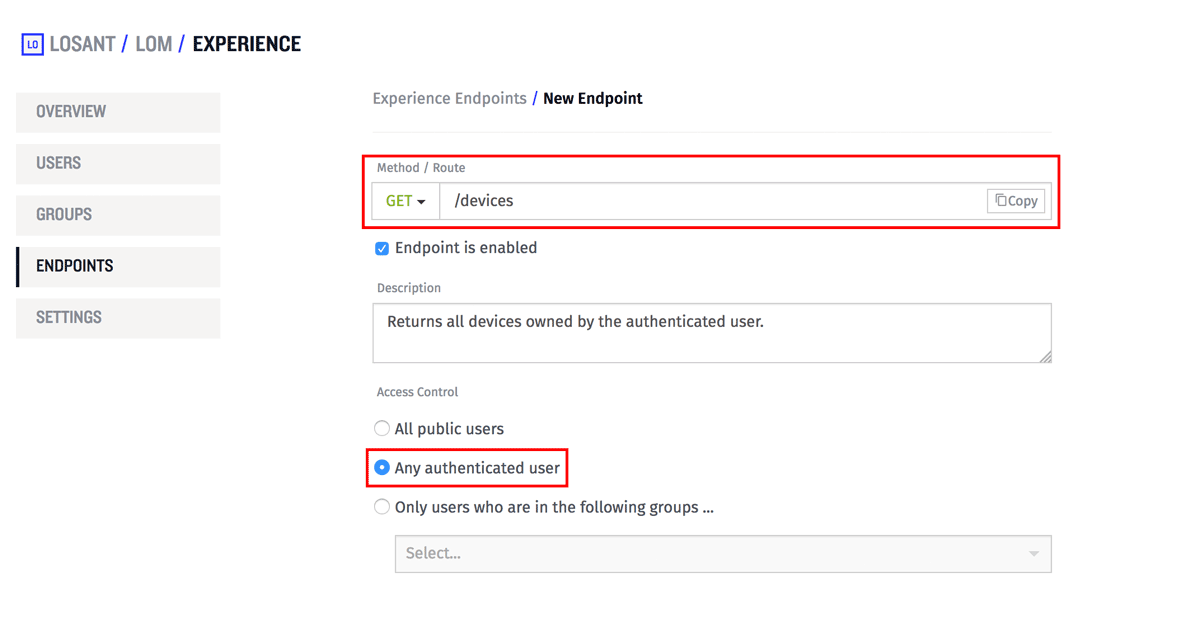 LO LOSANT / LOM / EXPERIENCE
OVERVIEW
USERS
GROUPS
ENDPOINTS
SETTINGS
Experience Endpoints / New Endpoint
Method / Route
GET /devices Copy
Endpoint is enabled
Description
Returns all devices owned by the authenticated user.
Access Control
All public users
Any authenticated user
Only users who are in the following groups ...
Select...